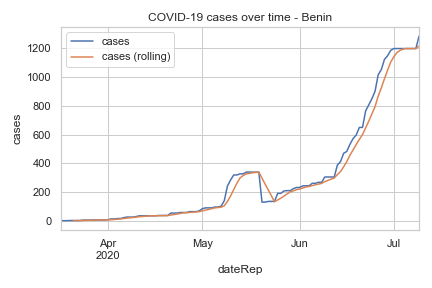 COVID-19 cases over time - Benin
cases
cases (rolling)
1200
1000
800
600
400
200
0
cases
Apr
2020
May
Jun
Jul
dateRep